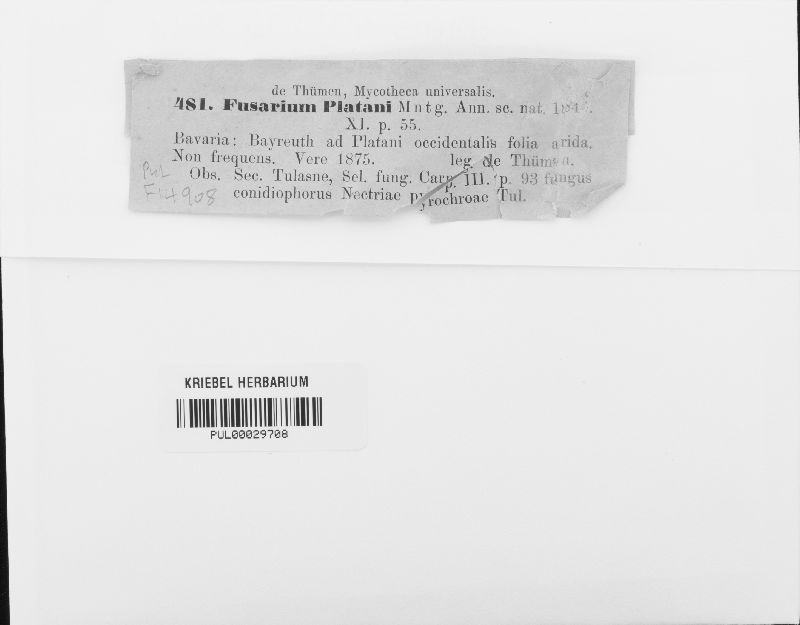 de Thümen, Mycotheca universalis.
481. Fusarium Platani Mntg. Ann. sc. nat.
XI. p. 55.
Bavaria: Bayreuth ad Platani occidentalis folia arida.
Non frequens. Vere 1875. leg. de Thümen.
Obs. Sec. Tulasne, Sel. fung. Carp. III. p. 93 fungus
conidiophorus Nectriae pyrochroae Tul.
PUL
F14908
KRIEBEL HERBARIUM
PUL00029708